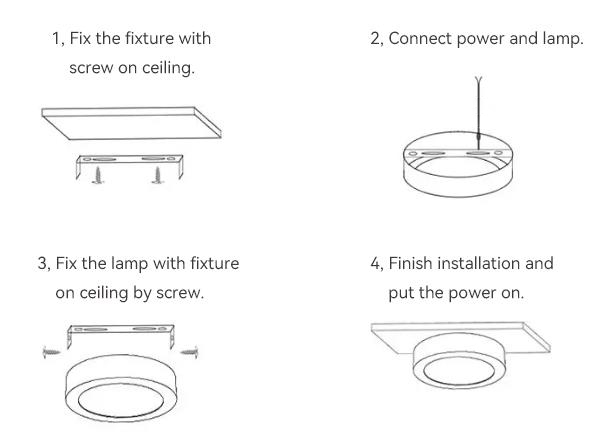 1, Fix the fixture with
screw on ceiling.
2, Connect power and lamp.
3, Fix the lamp with fixture
on ceiling by screw.
4, Finish installation and
put the power on.